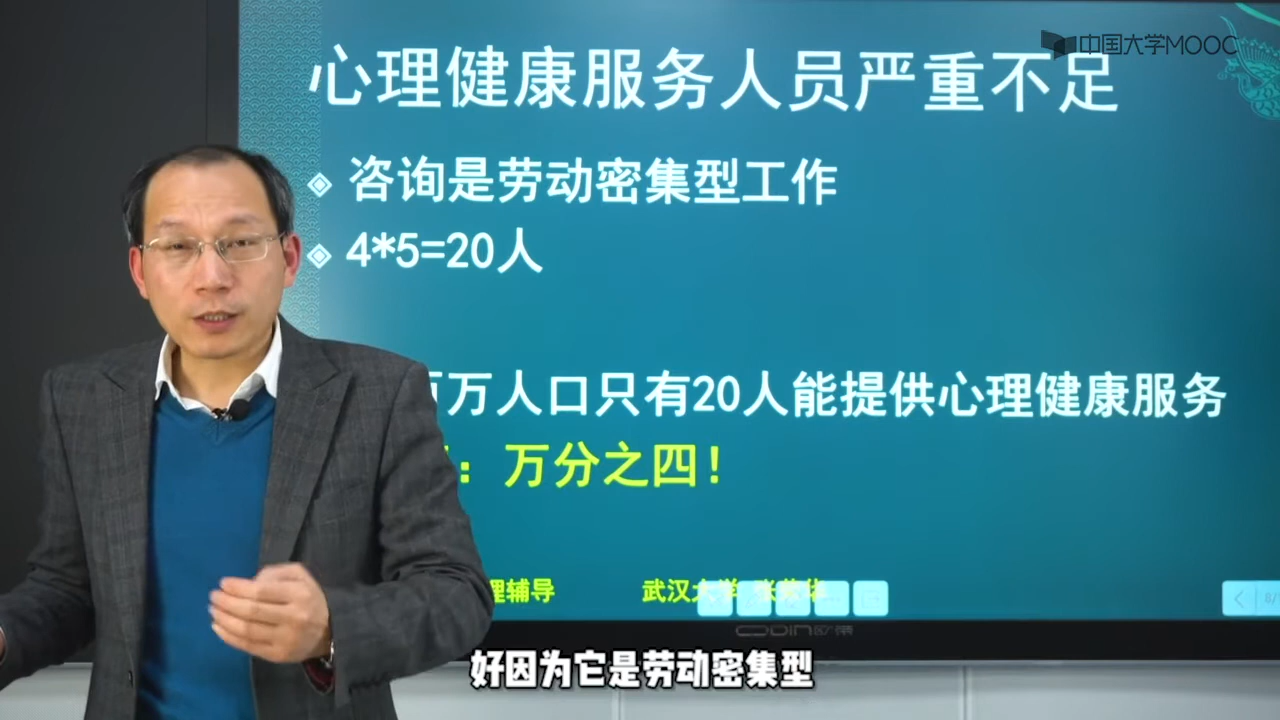 中国大学MOOC
心理健康服务人员严重不足
咨询是劳动密集型工作
4*5=20人
百万人口只有20人能提供心理健康服务
：万分之四！
理辅导
武汉大学 张
8/
好因为它是劳动密集型